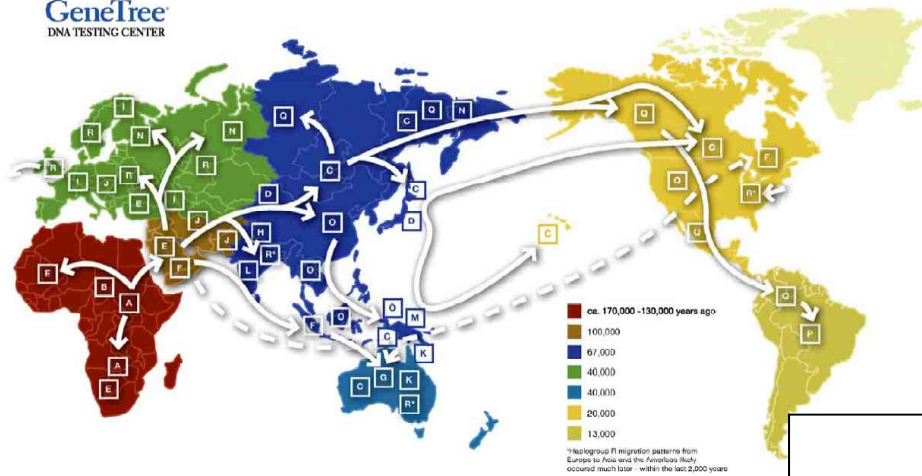 GeneTree
DNA TESTING CENTER
I
R
N
N
R
R
I
J
R
E
I
J
E
J
E
E
B
A
A
E
Q
C
Q
N
C
D
O
H
R*
L
O
C
D
O
O
M
C
K
C
G
K
R*
C
Q
C
E
Q
R*
Q
P
ca. 170,000 -130,000 years ago
100,000
67,000
40,000
40,000
20,000
13,000
*Haplogroup R migration patterns from
Europe to Asia and the Americas likely
occured much later - within the last 2,000 years